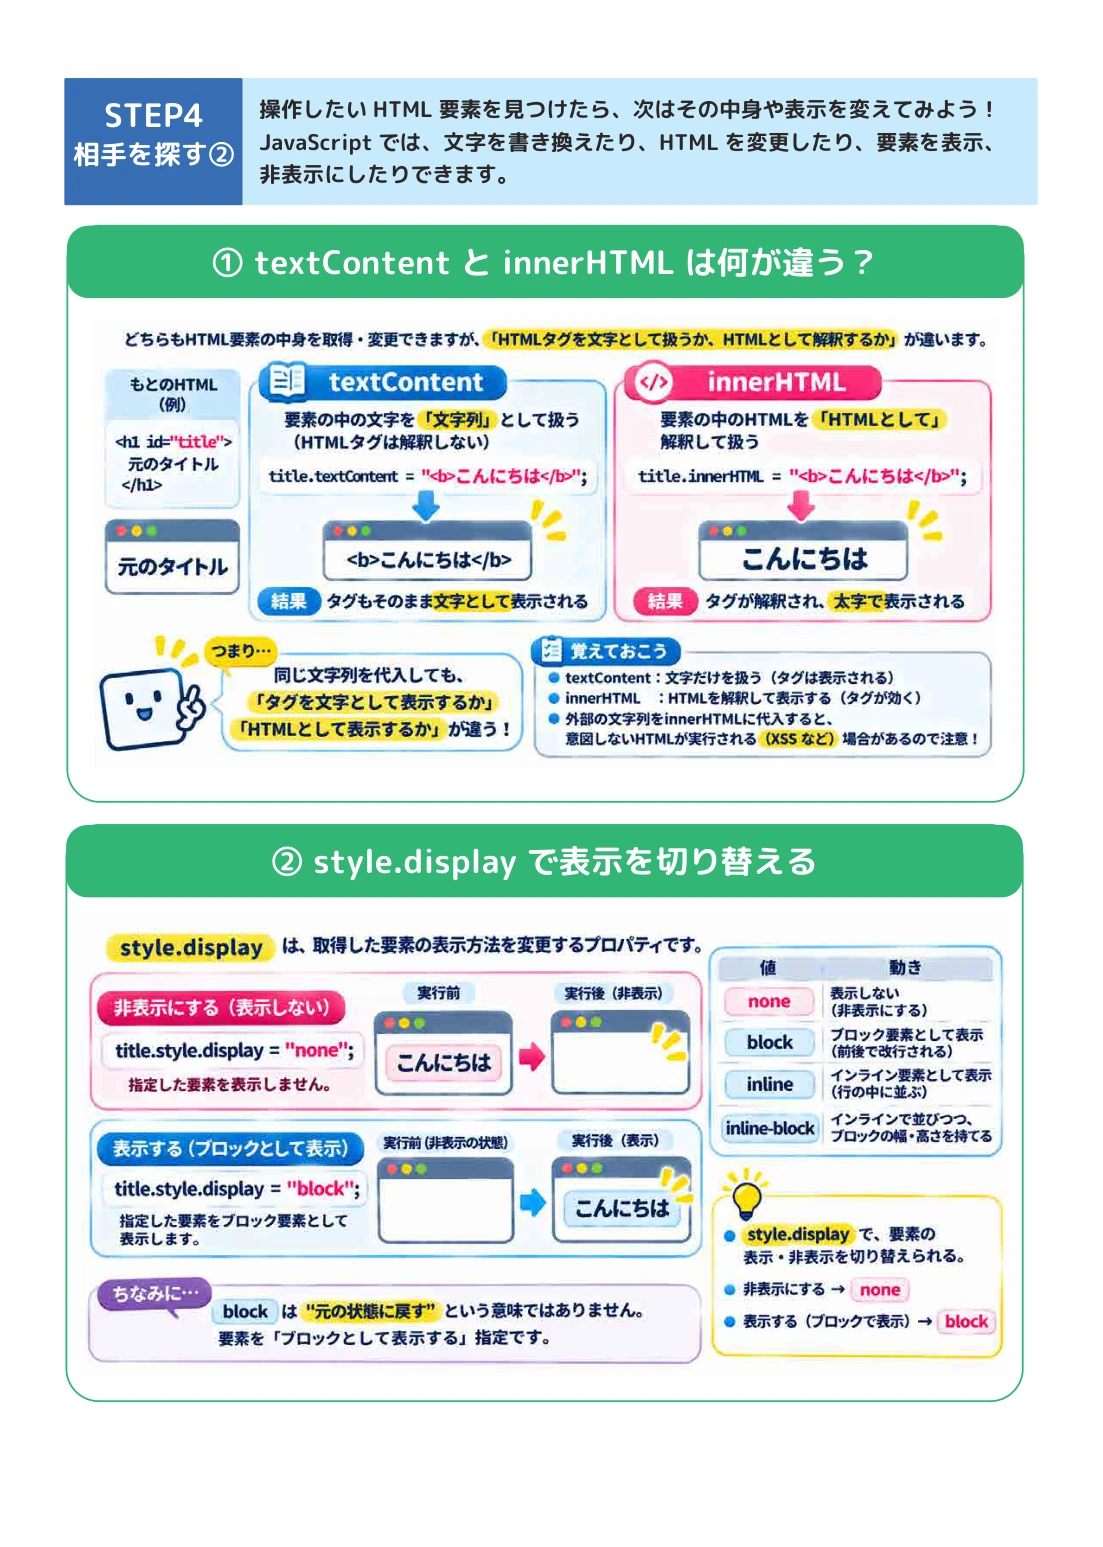 STEP4
相手を探す②
操作したい HTML 要素を見つけたら、次はその中身や表示を変えてみよう！
JavaScript では、文字を書き換えたり、HTML を変更したり、要素を表示、
非表示にしたりできます。
① textContent と innerHTML は何が違う？
どちらもHTML要素の中身を取得・変更できますが、「HTMLタグを文字として扱うか、HTMLとして解釈するか」が違います。
もとのHTML
（例）
<h1 id="title">
元のタイトル
</h1>
元のタイトル
textContent
要素の中の文字を「文字列」として扱う
（HTMLタグは解釈しない）
title.textContent = "<b>こんにちは</b>";
<b>こんにちは</b>
結果 タグもそのまま文字として表示される
</> innerHTML
要素の中のHTMLを「HTMLとして」
解釈して扱う
title.innerHTML = "<b>こんにちは</b>";
こんにちは
結果 タグが解釈され、太字で表示される
つまり…
同じ文字列を代入しても、
「タグを文字として表示するか」
「HTMLとして表示するか」が違う！
覚えておこう
textContent：文字だけを扱う（タグは表示される）
innerHTML ：HTMLを解釈して表示する（タグが効く）
外部の文字列をinnerHTMLに代入すると、
意図しないHTMLが実行される（XSS など）場合があるので注意！
② style.display で表示を切り替える
style.display は、取得した要素の表示方法を変更するプロパティです。
非表示にする（表示しない）
title.style.display = "none";
指定した要素を表示しません。
実行前
こんにちは
実行後（非表示）
表示する（ブロックとして表示）
title.style.display = "block";
指定した要素をブロック要素として
表示します。
実行前（非表示の状態）
実行後（表示）
こんにちは
ちなみに…
block は “元の状態に戻す” という意味ではありません。
要素を「ブロックとして表示する」指定です。
値 動き
none 表示しない
（非表示にする）
block ブロック要素として表示
（前後で改行される）
inline インライン要素として表示
（行の中に並ぶ）
inline-block インラインで並びつつ、
ブロックの幅・高さを持てる
style.display で、要素の
表示・非表示を切り替えられる。
非表示にする → none
表示する（ブロックで表示）→ block